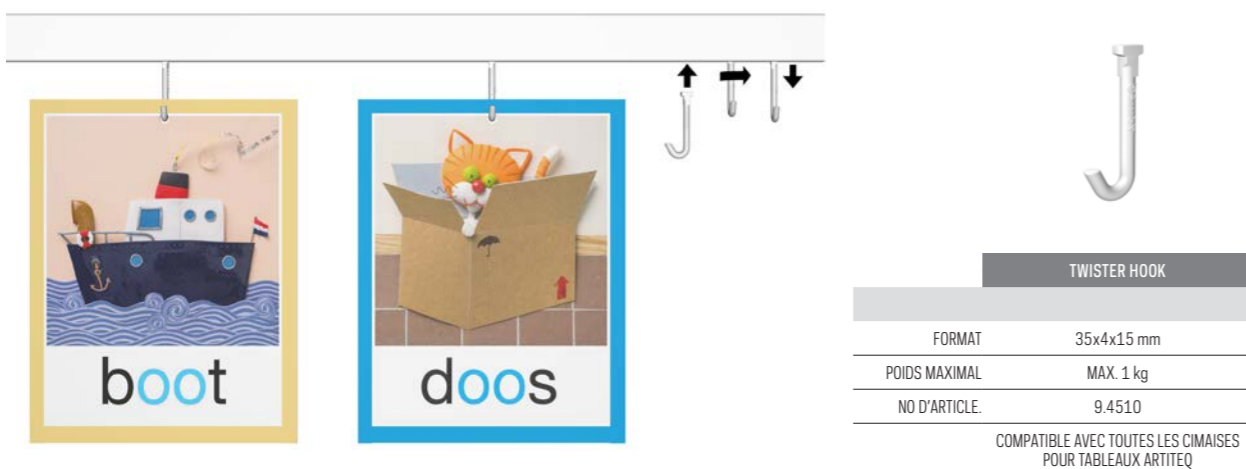 boot
doos
TWISTER HOOK
FORMAT 35x4x15 mm
POIDS MAXIMAL MAX. 1 kg
NO D'ARTICLE. 9.4510
COMPATIBLE AVEC TOUTES LES CIMAISES
POUR TABLEAUX ARTITEQ